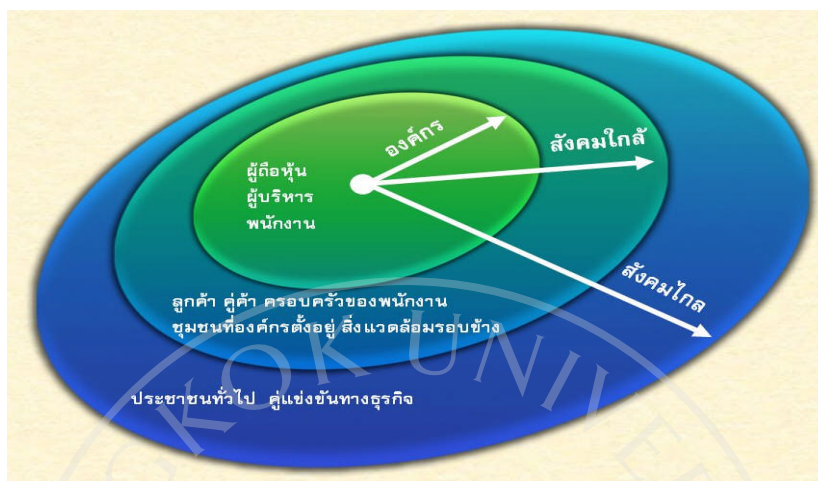 องค์กร
สังคมใกล้
ผู้ถือหุ้น
ผู้บริหาร
พนักงาน
สังคมไกล
ลูกค้า คู่ค้า ครอบครัวของพนักงาน
ชุมชนที่องค์กรตั้งอยู่ สิ่งแวดล้อมรอบข้าง
ประชาชนทั่วไป คู่แข่งขันทางธุรกิจ
GKOK UNIVER